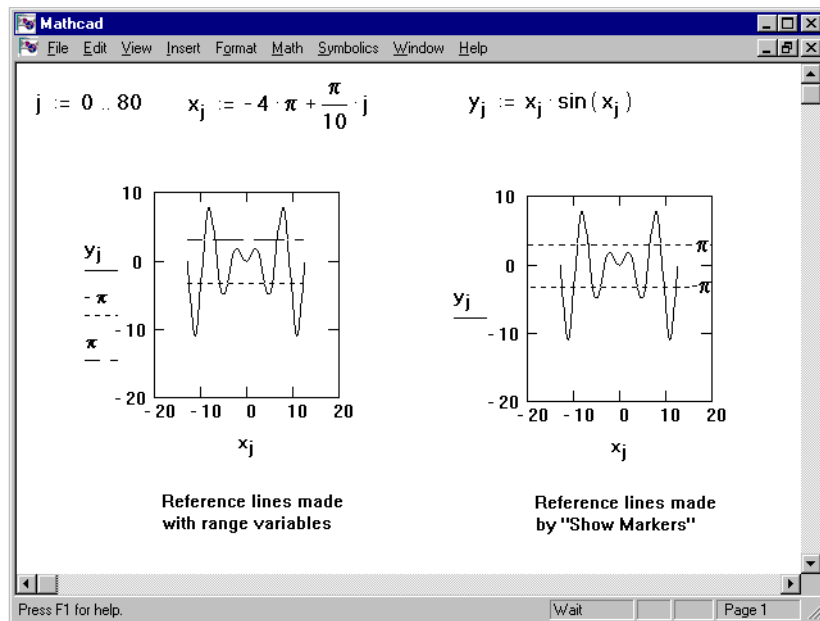 Mathcad
File Edit View Insert Format Math Symbolics Window Help
j := 0 .. 80
x_j := -4 · π + π/10 · j
y_j := x_j · sin(x_j)
10
0
-10
-20
-20 -10 0 10 20
y_j
-π
π
x_j
Reference lines made
with range variables
10
0
-10
-20
-20 -10 0 10 20
y_j
π
-π
x_j
Reference lines made
by "Show Markers"
Press F1 for help.
Wait
Page 1